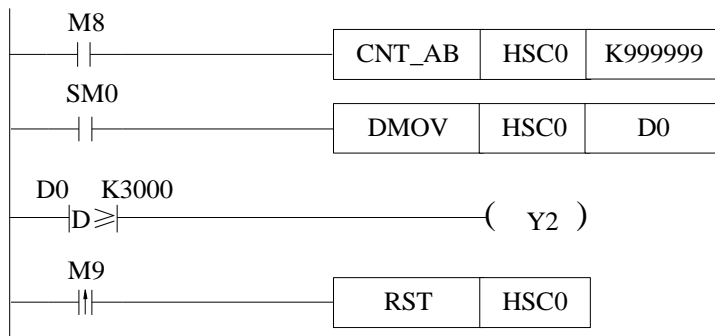 M8
CNT_AB HSC0 K999999
SM0
DMOV HSC0 D0
D0 K3000
D≥ Y2
M9
RST HSC0